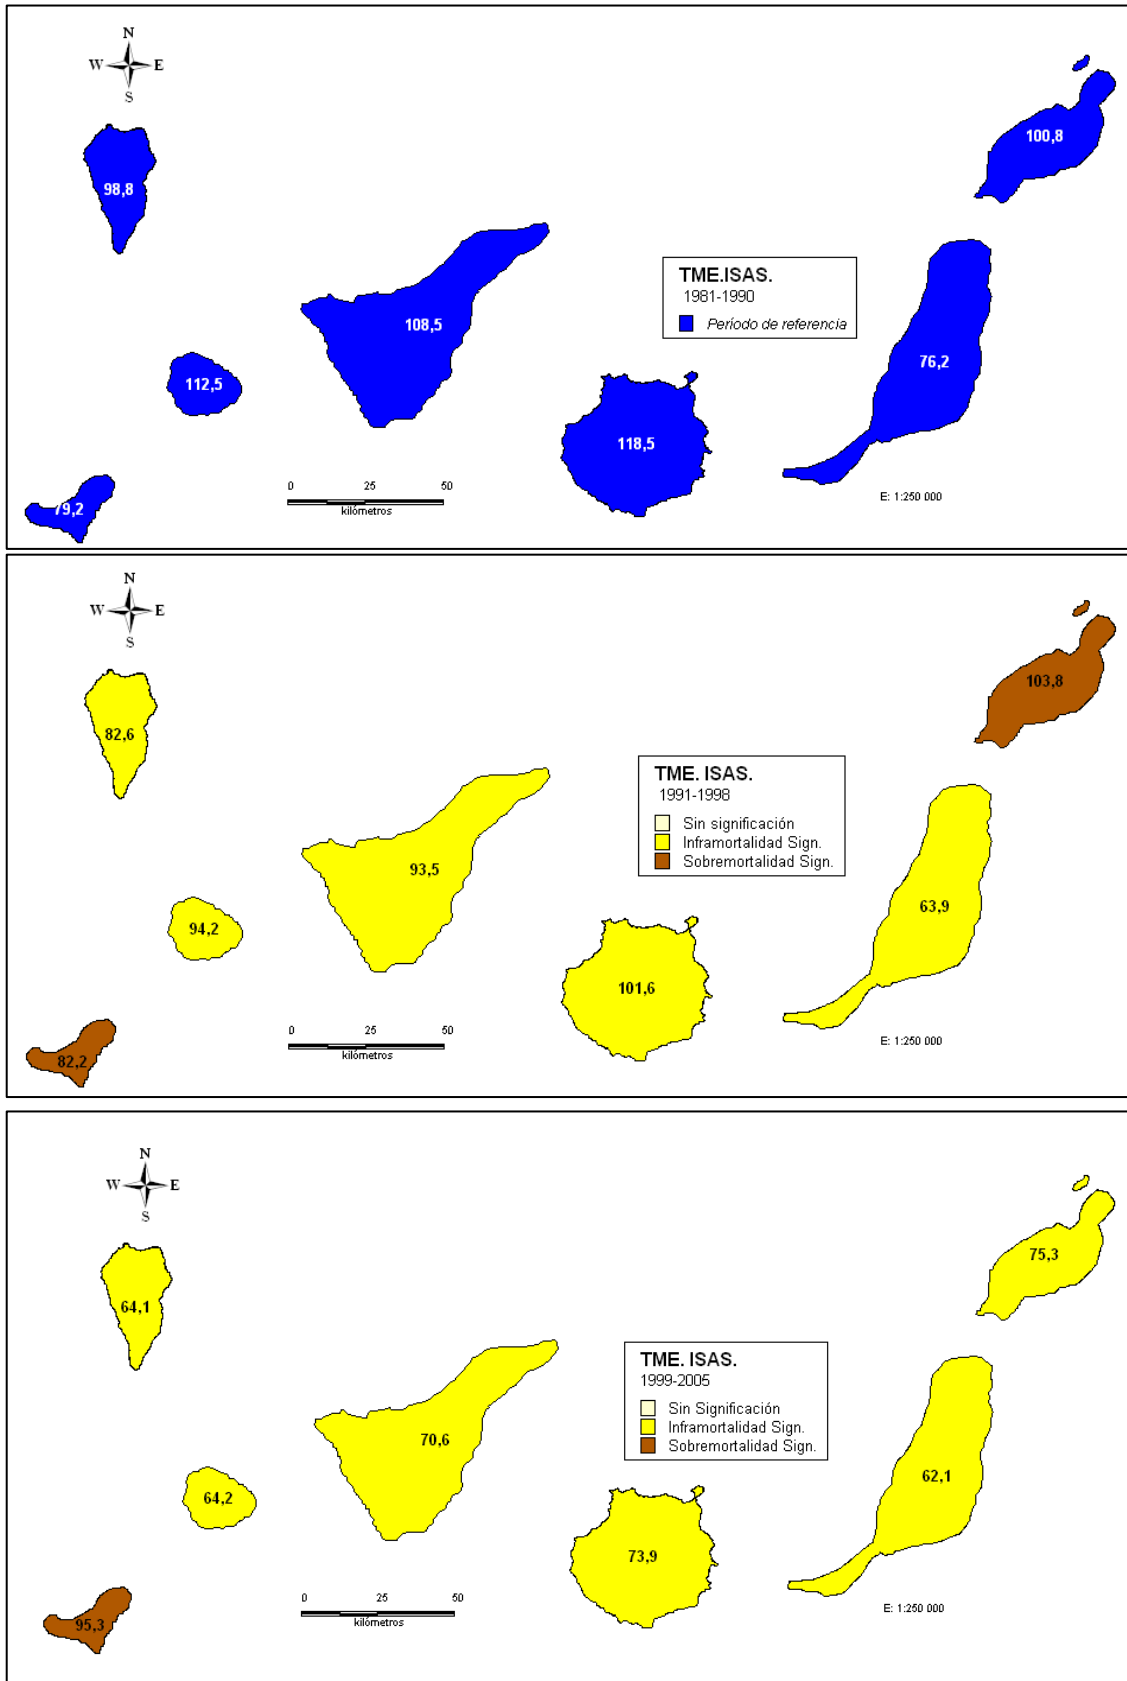 N
W E
S
98,8
100,8
108,5
TME.ISAS.
1981-1990
Período de referencia
76,2
112,5
118,5
79,2
0 25 50
kilómetros
E: 1:250 000
N
W E
S
82,6
103,8
93,5
TME. ISAS.
1991-1998
Sin significación
Inframortalidad Sign.
Sobremortalidad Sign.
63,9
94,2
101,6
82,2
0 25 50
kilómetros
E: 1:250 000
N
W E
S
64,1
75,3
70,6
TME. ISAS.
1999-2005
Sin Significación
Inframortalidad Sign.
Sobremortalidad Sign.
62,1
64,2
73,9
95,3
0 25 50
kilómetros
E: 1:250 000